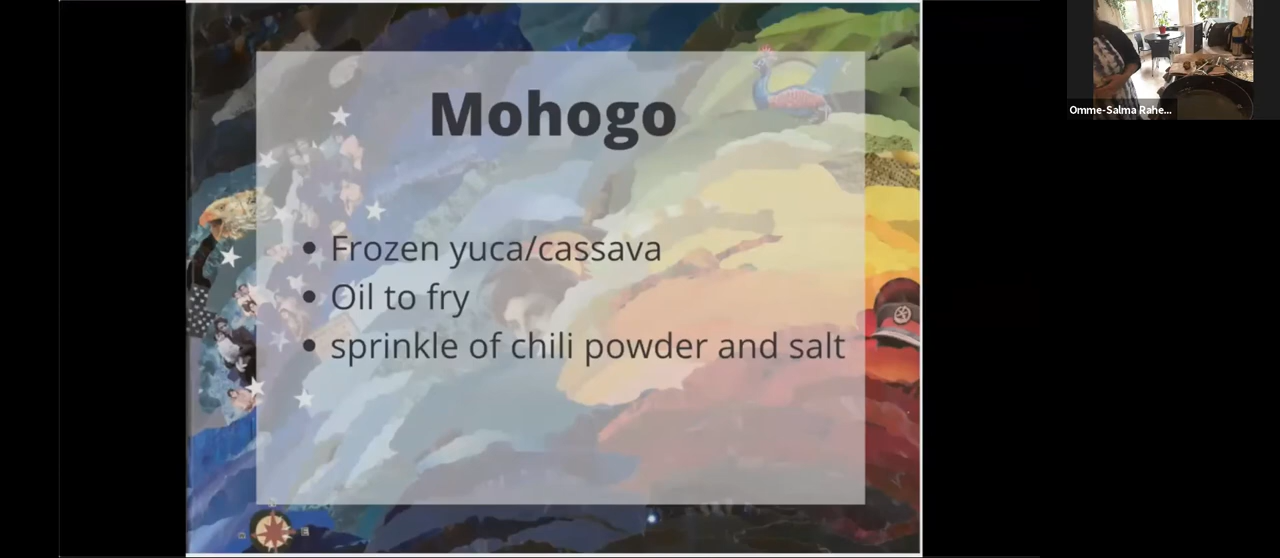 Mohogo
Frozen yuca/cassava
Oil to fry
sprinkle of chili powder and salt
Omme-Salma Rahe...